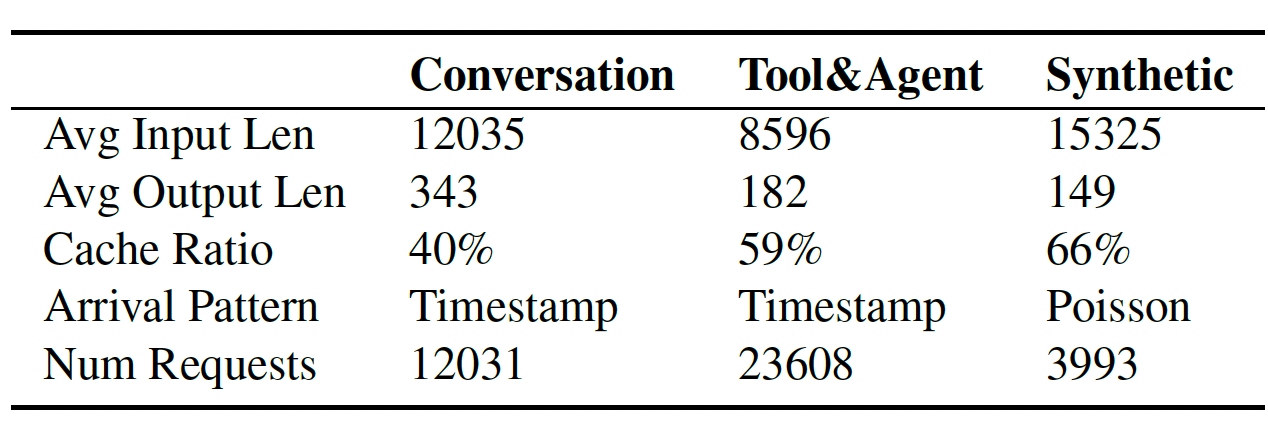 Conversation Tool&Agent Synthetic
Avg Input Len 12035 8596 15325
Avg Output Len 343 182 149
Cache Ratio 40% 59% 66%
Arrival Pattern Timestamp Timestamp Poisson
Num Requests 12031 23608 3993